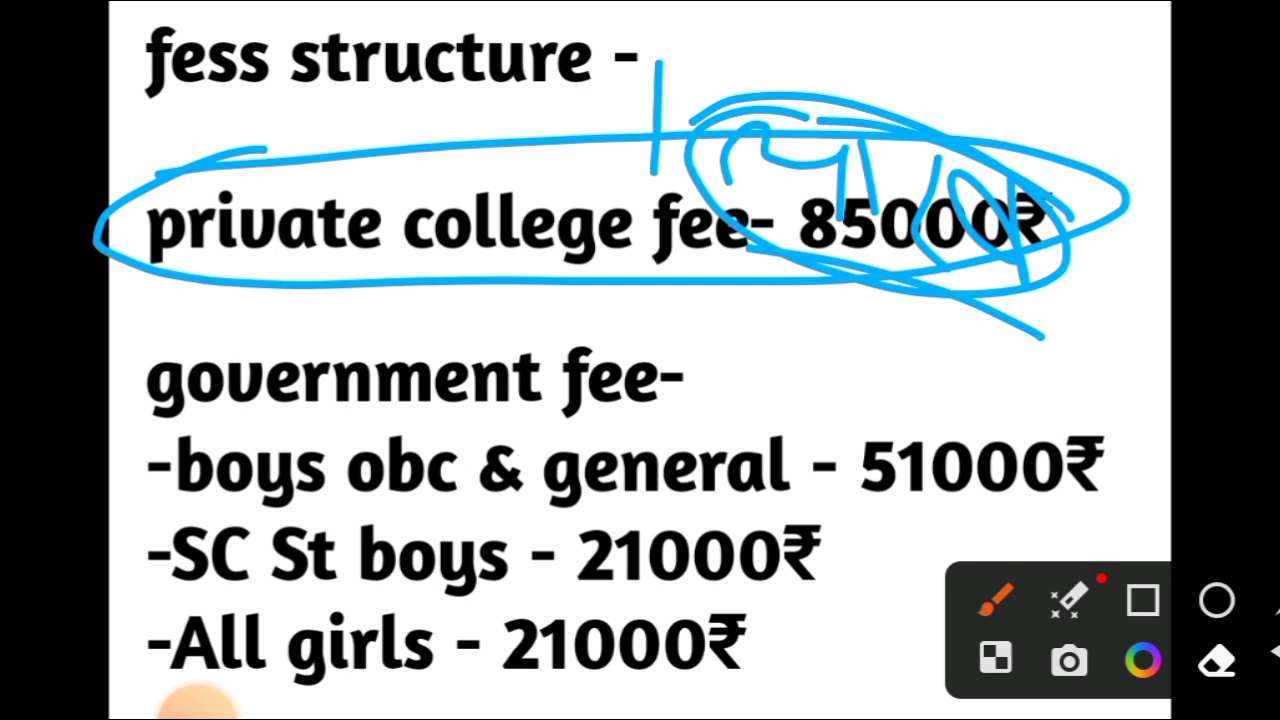 fess structure -
private college fee- 85000₹
government fee-
-boys obc & general - 51000₹
-SC St boys - 21000₹
-All girls - 21000₹